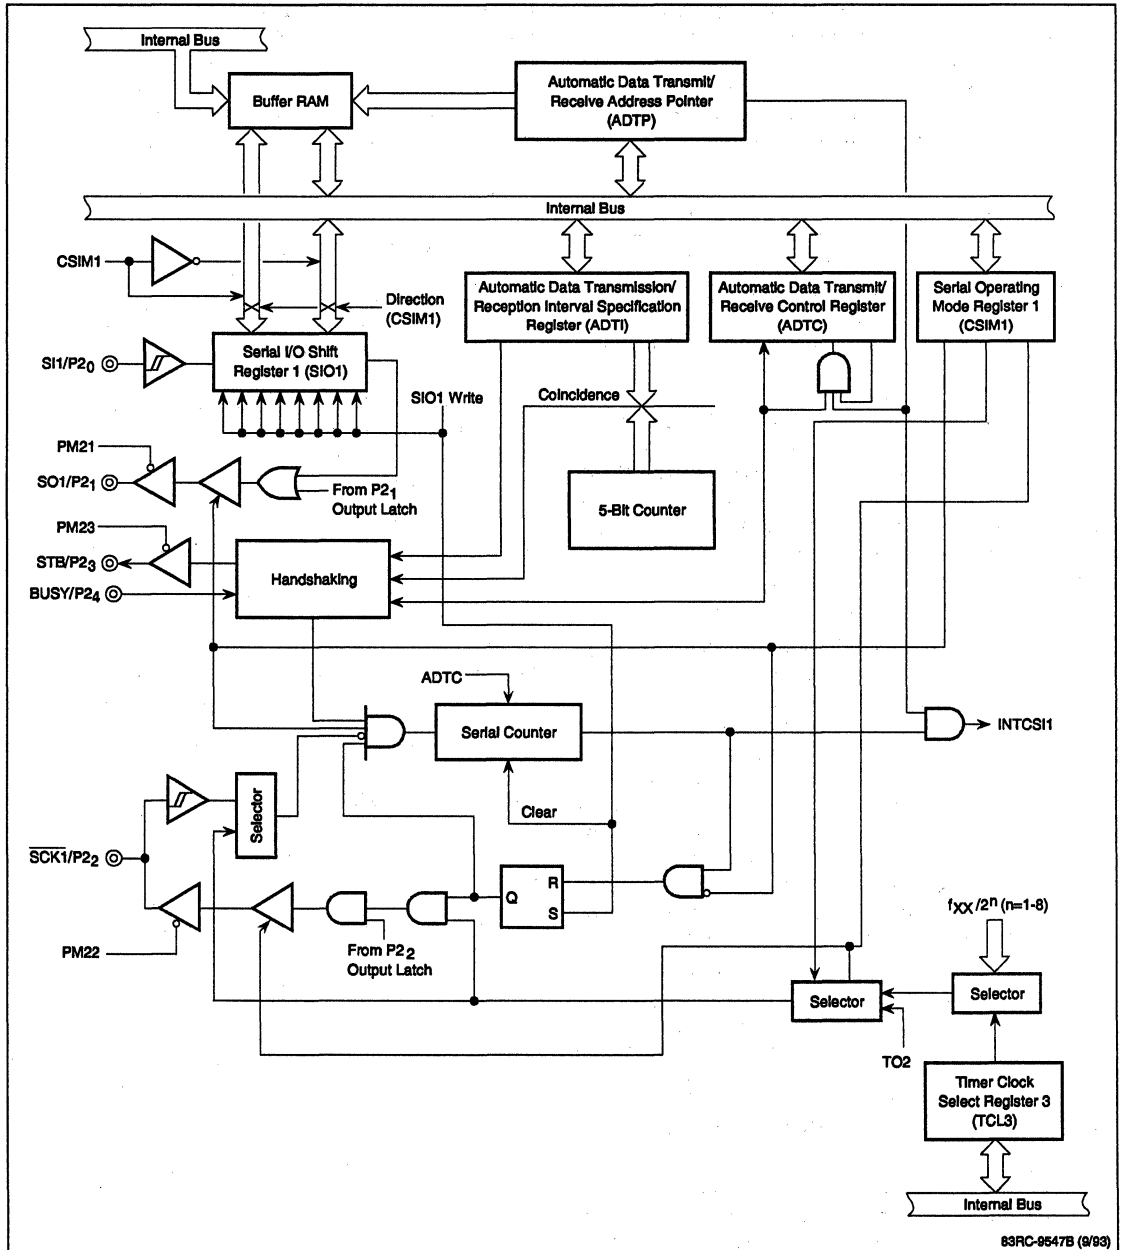 Internal Bus
Buffer RAM
Automatic Data Transmit/
Receive Address Pointer
(ADTP)
Internal Bus
CSIM1
Direction
(CSIM1)
Automatic Data Transmission/
Reception Interval Specification
Register (ADTI)
Automatic Data Transmit/
Receive Control Register
(ADTC)
Serial Operating
Mode Register 1
(CSIM1)
SI1/P20
Serial I/O Shift
Register 1 (SIO1)
SIO1 Write
Coincidence
PM21
SO1/P21
From P21
Output Latch
5-Bit Counter
PM23
STB/P23
BUSY/P24
Handshaking
ADTC
Serial Counter
INTCSI1
Clear
Selector
SCK1/P22
Q
R
S
PM22
From P22
Output Latch
fXX/2n (n=1-8)
Selector
Selector
TO2
Timer Clock
Select Register 3
(TCL3)
Internal Bus
83RC-9547B (9/93)